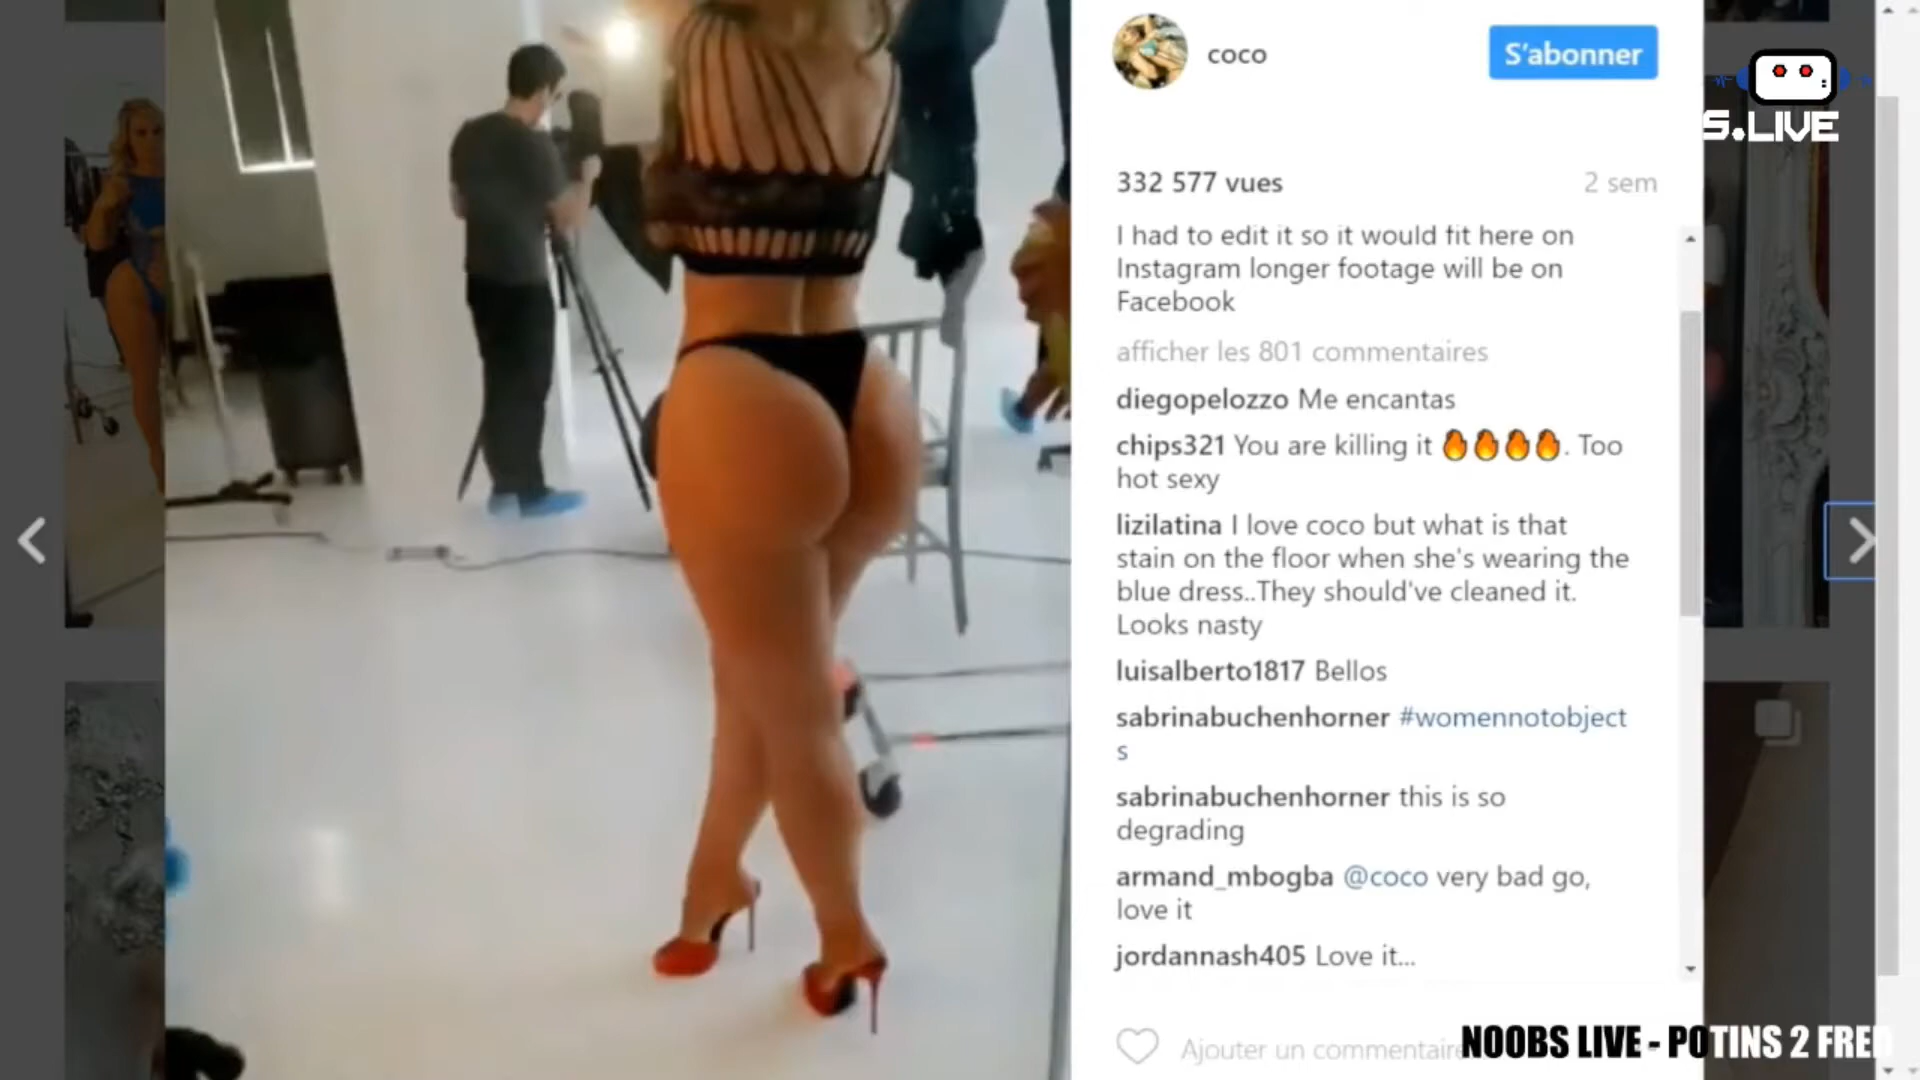 coco
S'abonner
S.LIVE
332 577 vues
2 sem
I had to edit it so it would fit here on
Instagram longer footage will be on
Facebook
afficher les 801 commentaires
diegopelozzo Me encantas
chips321 You are killing it 🔥🔥🔥🔥. Too
hot sexy
lizilatina I love coco but what is that
stain on the floor when she's wearing the
blue dress..They should've cleaned it.
Looks nasty
luisalberto1817 Bellos
sabrinabuchenhorner #womennotobject
s
sabrinabuchenhorner this is so
degrading
armand_mbogba @coco very bad go,
love it
jordannash405 Love it...
Ajouter un commentaire
NOOBS LIVE - POTINS 2 FRED